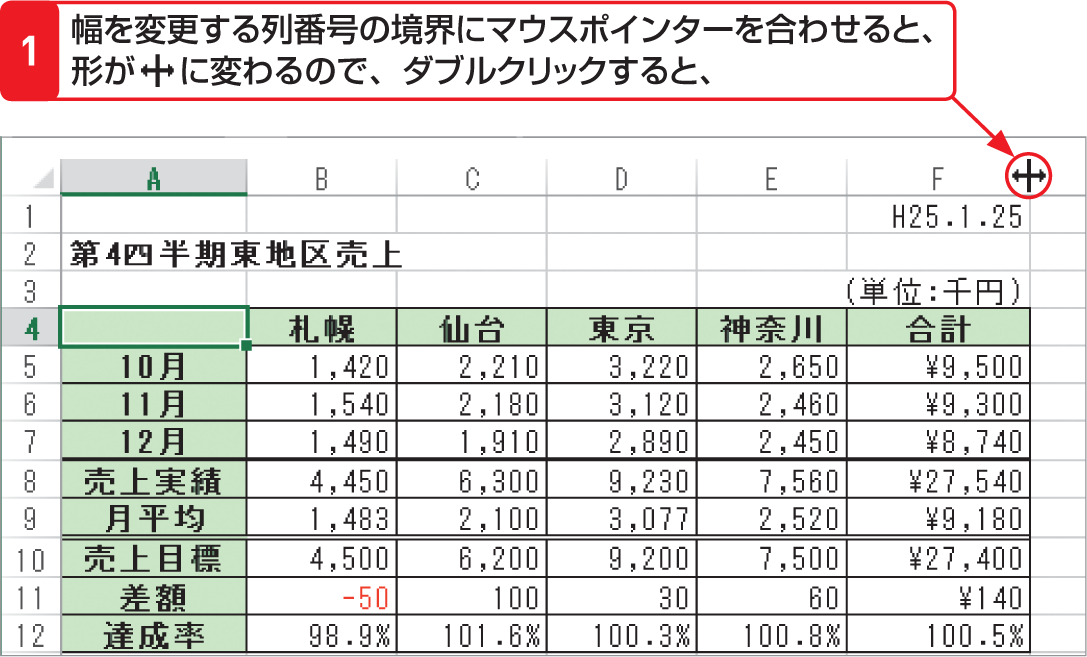 1
幅を変更する列番号の境界にマウスポインターを合わせると、
形が に変わるので、ダブルクリックすると、
A B C D E F
1 H25.1.25
2 第4四半期東地区売上
3 (単位:千円)
4 札幌 仙台 東京 神奈川 合計
5 10月 1,420 2,210 3,220 2,650 ¥9,500
6 11月 1,540 2,180 3,120 2,460 ¥9,300
7 12月 1,490 1,910 2,890 2,450 ¥8,740
8 売上実績 4,450 6,300 9,230 7,560 ¥27,540
9 月平均 1,483 2,100 3,077 2,520 ¥9,180
10 売上目標 4,500 6,200 9,200 7,500 ¥27,400
11 差額 -50 100 30 60 ¥140
12 達成率 98.9% 101.6% 100.3% 100.8% 100.5%